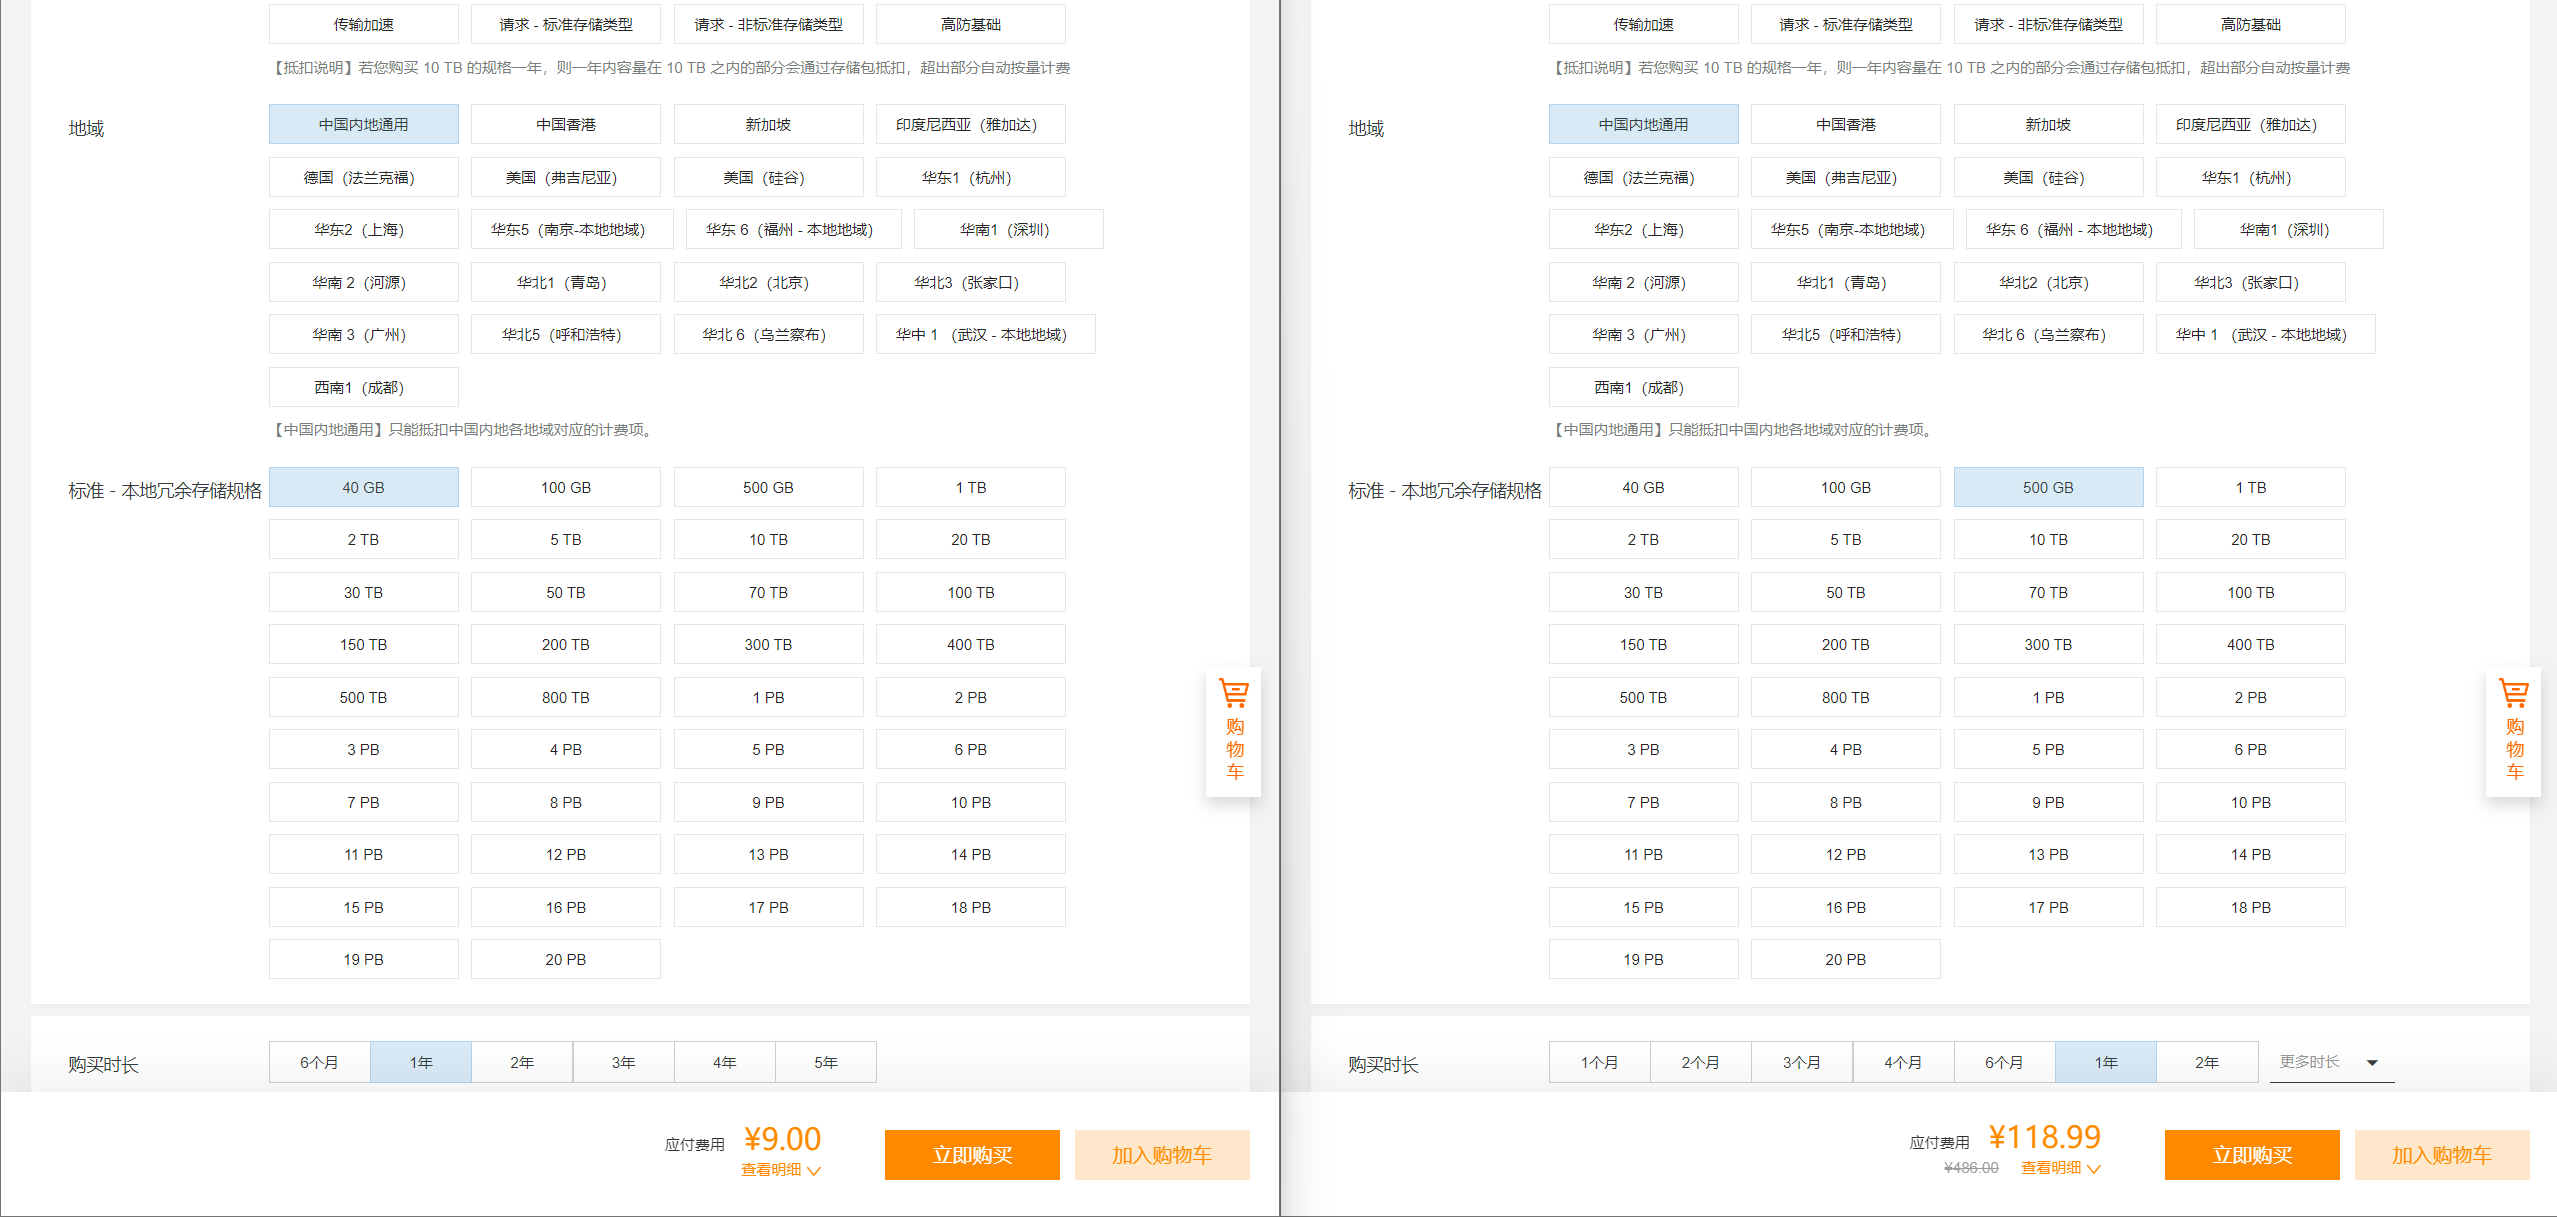 传输加速 请求 - 标准存储类型 请求 - 非标准存储类型 高防基础
【抵扣说明】若您购买 10 TB 的规格一年，则一年内容量在 10 TB 之内的部分会通过存储包抵扣，超出部分自动按量计费
地域 中国内地通用 中国香港 新加坡 印度尼西亚（雅加达）
德国（法兰克福） 美国（弗吉尼亚） 美国（硅谷） 华东1（杭州）
华东2（上海） 华东5（南京-本地地域） 华东 6（福州 - 本地地域） 华南1（深圳）
华南 2（河源） 华北1（青岛） 华北2（北京） 华北3（张家口）
华南 3（广州） 华北5（呼和浩特） 华北 6（乌兰察布） 华中 1 （武汉 - 本地地域）
西南1（成都）
【中国内地通用】只能抵扣中国内地各地域对应的计费项。
标准 - 本地冗余存储规格 40 GB 100 GB 500 GB 1 TB
2 TB 5 TB 10 TB 20 TB
30 TB 50 TB 70 TB 100 TB
150 TB 200 TB 300 TB 400 TB
500 TB 800 TB 1 PB 2 PB
3 PB 4 PB 5 PB 6 PB
7 PB 8 PB 9 PB 10 PB
11 PB 12 PB 13 PB 14 PB
15 PB 16 PB 17 PB 18 PB
19 PB 20 PB
购物车
购买时长 6个月 1年 2年 3年 4年 5年
应付费用 ¥9.00
查看明细
立即购买 加入购物车
传输加速 请求 - 标准存储类型 请求 - 非标准存储类型 高防基础
【抵扣说明】若您购买 10 TB 的规格一年，则一年内容量在 10 TB 之内的部分会通过存储包抵扣，超出部分自动按量计费
地域 中国内地通用 中国香港 新加坡 印度尼西亚（雅加达）
德国（法兰克福） 美国（弗吉尼亚） 美国（硅谷） 华东1（杭州）
华东2（上海） 华东5（南京-本地地域） 华东 6（福州 - 本地地域） 华南1（深圳）
华南 2（河源） 华北1（青岛） 华北2（北京） 华北3（张家口）
华南 3（广州） 华北5（呼和浩特） 华北 6（乌兰察布） 华中 1 （武汉 - 本地地域）
西南1（成都）
【中国内地通用】只能抵扣中国内地各地域对应的计费项。
标准 - 本地冗余存储规格 40 GB 100 GB 500 GB 1 TB
2 TB 5 TB 10 TB 20 TB
30 TB 50 TB 70 TB 100 TB
150 TB 200 TB 300 TB 400 TB
500 TB 800 TB 1 PB 2 PB
3 PB 4 PB 5 PB 6 PB
7 PB 8 PB 9 PB 10 PB
11 PB 12 PB 13 PB 14 PB
15 PB 16 PB 17 PB 18 PB
19 PB 20 PB
购物车
购买时长 1个月 2个月 3个月 4个月 6个月 1年 2年 更多时长
应付费用 ¥118.99
¥486.00 查看明细
立即购买 加入购物车